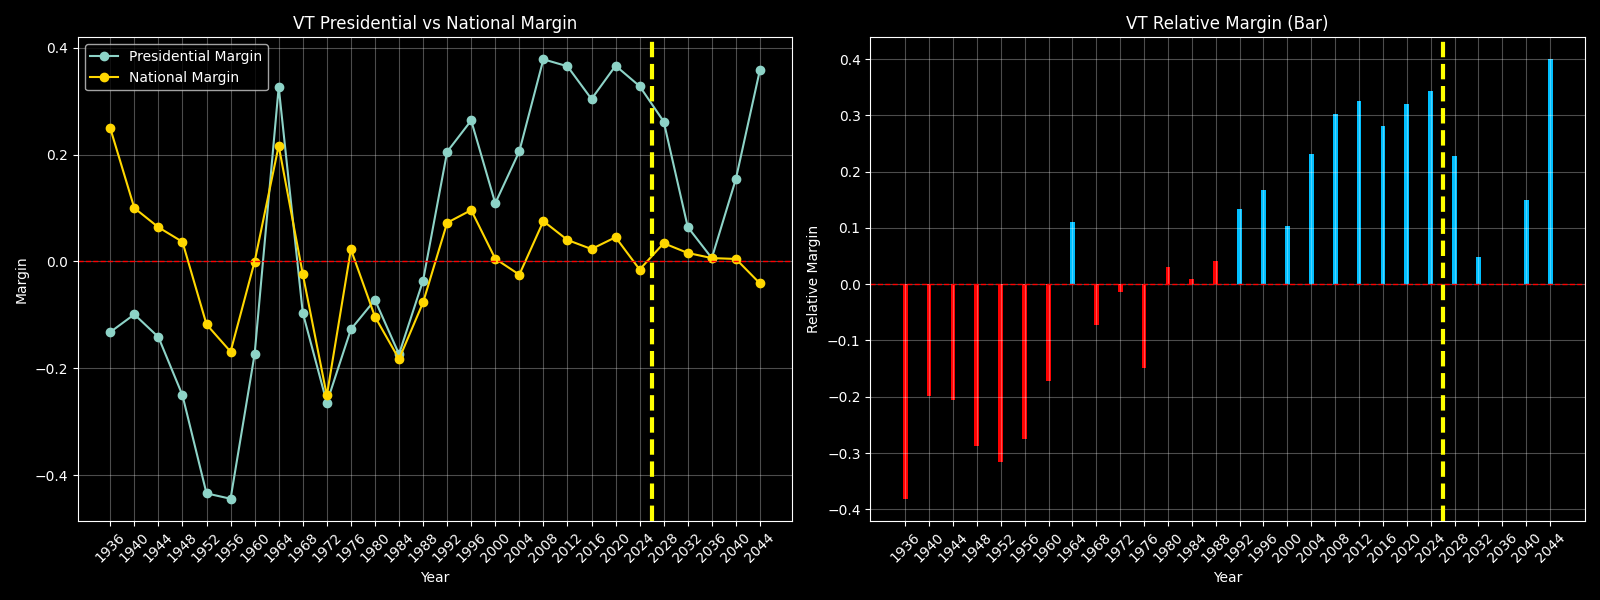 VT Presidential vs National Margin
Presidential Margin
National Margin
0.4
0.2
0.0
−0.2
−0.4
Margin
1936 1940 1944 1948 1952 1956 1960 1964 1968 1972 1976 1980 1984 1988 1992 1996 2000 2004 2008 2012 2016 2020 2024 2028 2032 2036 2040 2044
Year
VT Relative Margin (Bar)
0.4
0.3
0.2
0.1
0.0
−0.1
−0.2
−0.3
−0.4
Relative Margin
1936 1940 1944 1948 1952 1956 1960 1964 1968 1972 1976 1980 1984 1988 1992 1996 2000 2004 2008 2012 2016 2020 2024 2028 2032 2036 2040 2044
Year